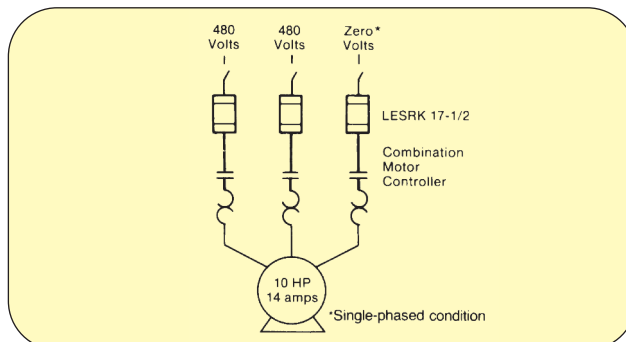 480 Volts
480 Volts
Zero* Volts
LESRK 17-1/2
Combination
Motor
Controller
10 HP
14 amps
*Single-phased condition